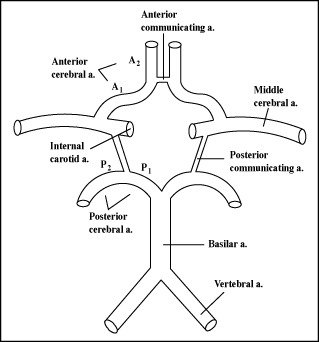 Anterior
communicating a.
Anterior
cerebral a.
A2
A1
Middle
cerebral a.
Internal
carotid a.
P2
P1
Posterior
communicating a.
Posterior
cerebral a.
Basilar a.
Vertebral a.